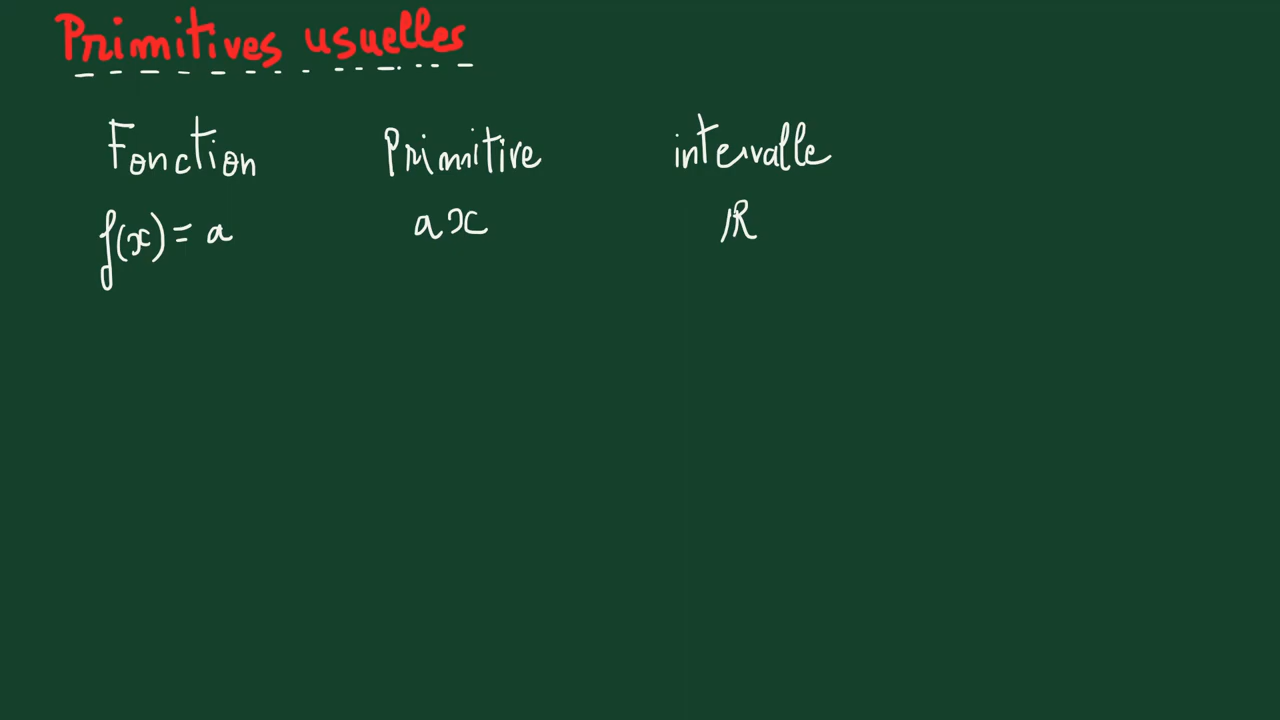 Primitives usuelles
Fonction Primitive intervalle
f(x) = a ax ℝ